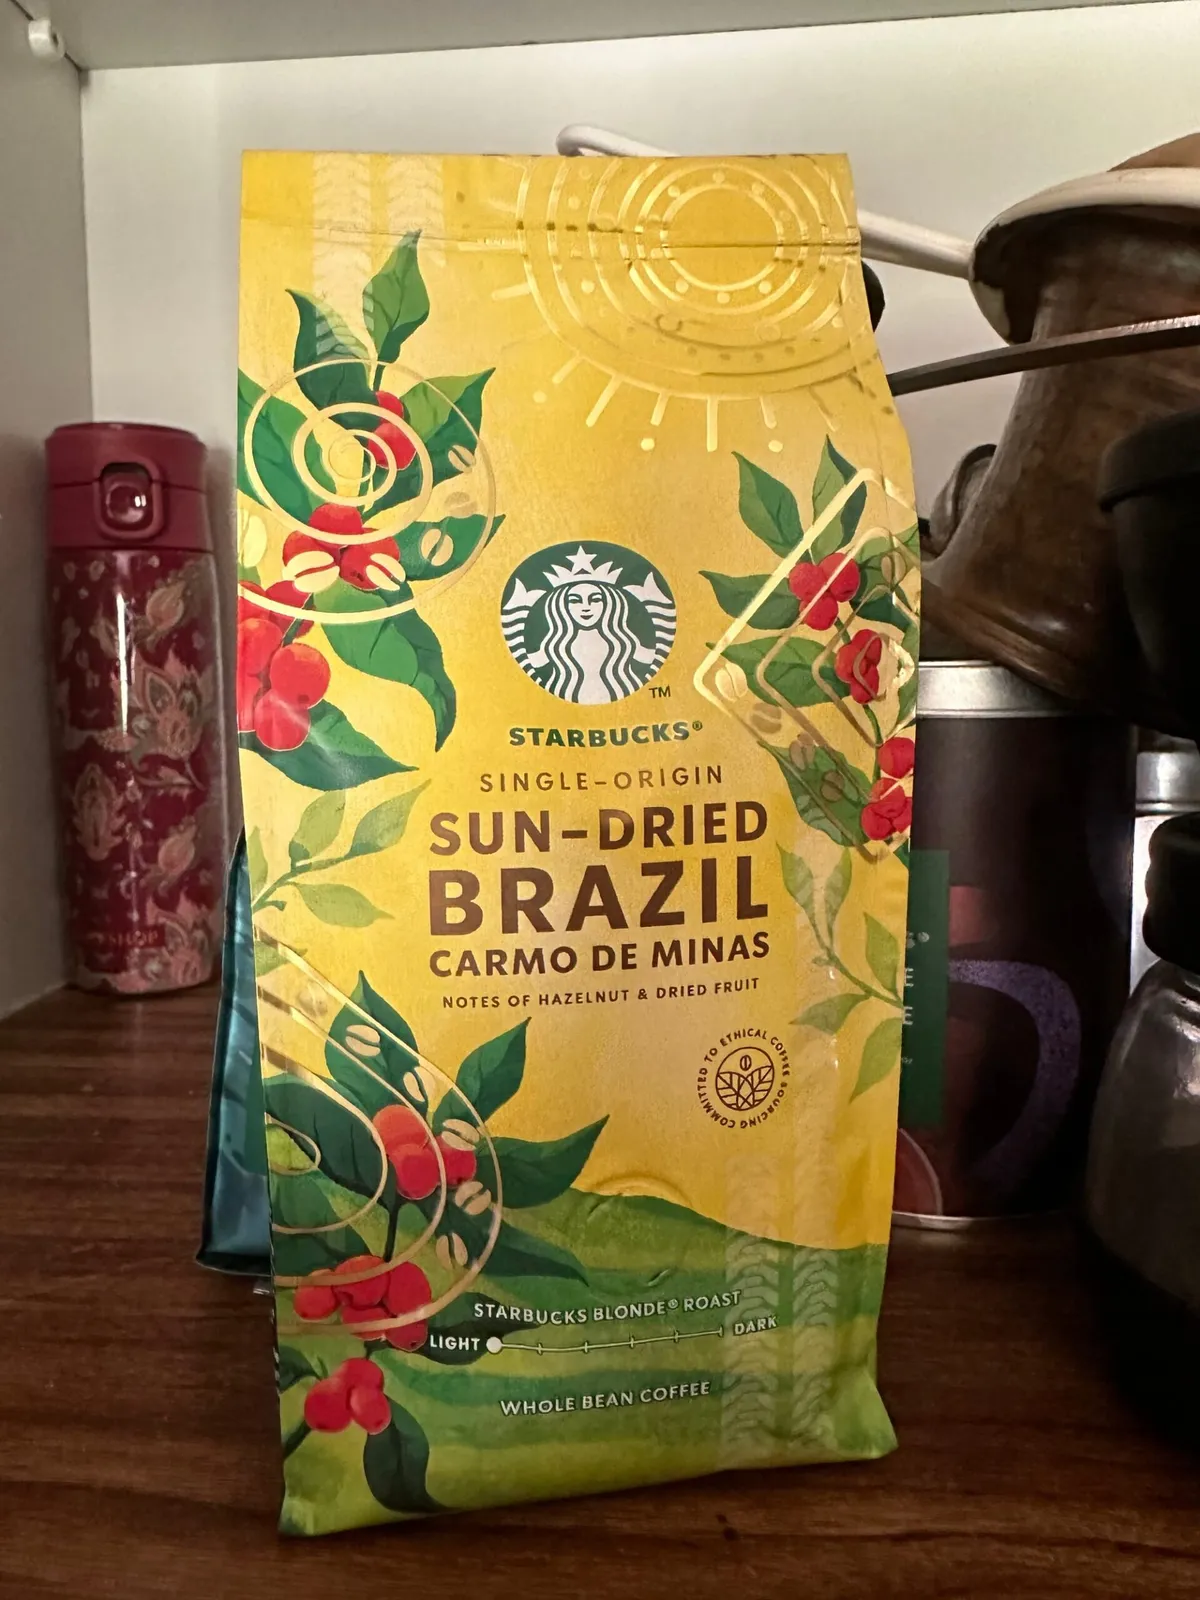 TM
STARBUCKS®
SINGLE-ORIGIN
SUN-DRIED
BRAZIL
CARMO DE MINAS
NOTES OF HAZELNUT & DRIED FRUIT
COMMITTED TO ETHICAL COFFEE SOURCING
STARBUCKS BLONDE® ROAST
LIGHT DARK
WHOLE BEAN COFFEE